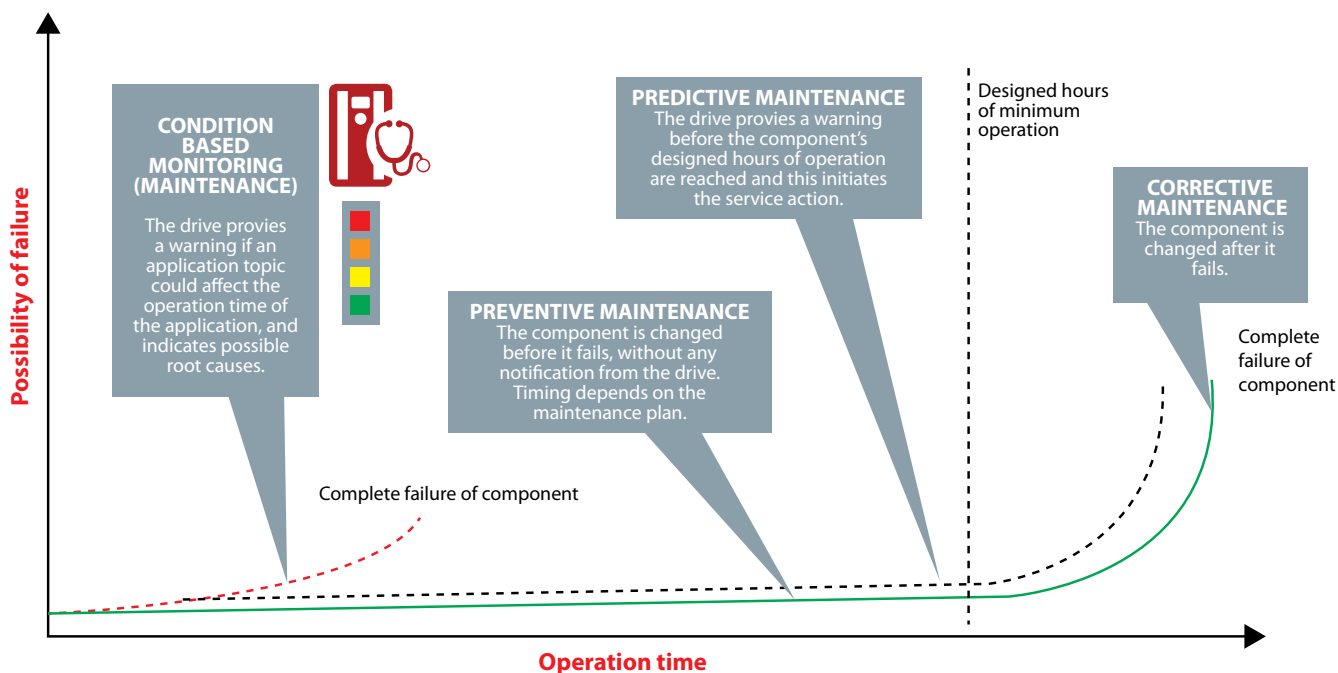 CONDITION
BASED
MONITORING
(MAINTENANCE)
The drive provies
a warning if an
application topic
could affect the
operation time of
the application, and
indicates possible
root causes.
PREDICTIVE MAINTENANCE
The drive provies a warning
before the component’s
designed hours of operation
are reached and this initiates
the service action.
Designed hours
of minimum
operation
CORRECTIVE
MAINTENANCE
The component is
changed after it
fails.
PREVENTIVE MAINTENANCE
The component is changed
before it fails, without any
notification from the drive.
Timing depends on the
maintenance plan.
Complete
failure of
component
Complete failure of component
Possibility of failure
Operation time